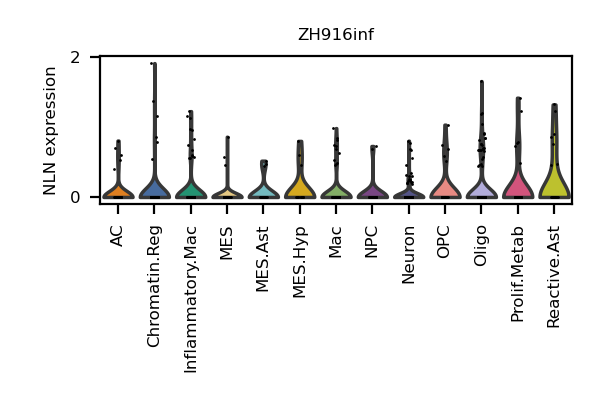 ZH916inf
NLN expression
2
0
AC
Chromatin.Reg
Inflammatory.Mac
MES
MES.Ast
MES.Hyp
Mac
NPC
Neuron
OPC
Oligo
Prolif.Metab
Reactive.Ast